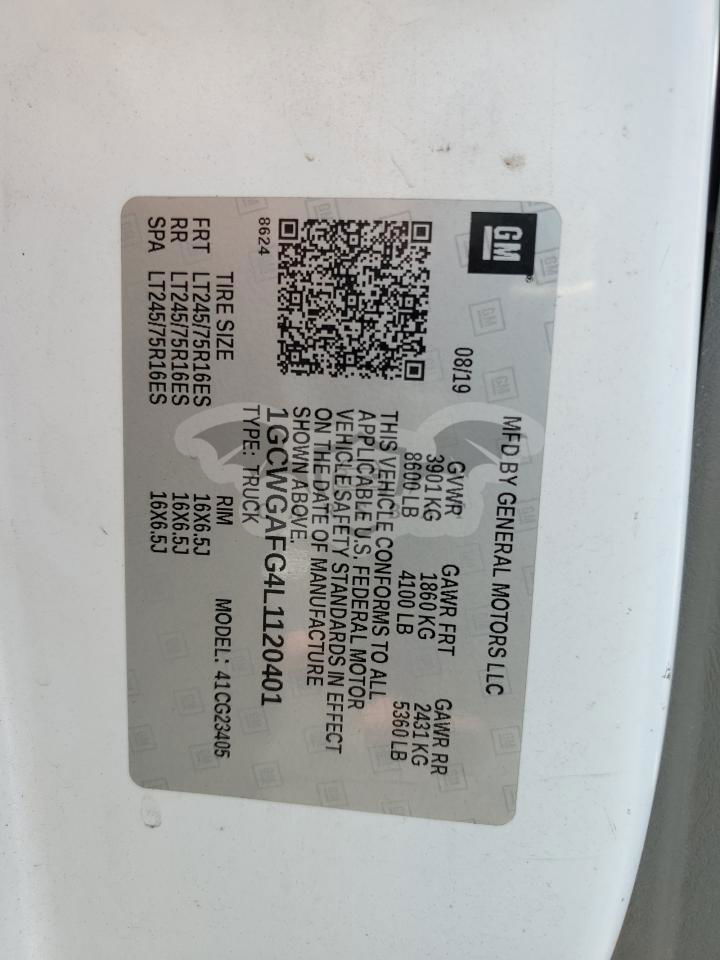 GM
MFD BY GENERAL MOTORS LLC
08/19
GVWR GAWR FRT GAWR RR
3901 KG 1860 KG 2431 KG
8600 LB 4100 LB 5360 LB
THIS VEHICLE CONFORMS TO ALL
APPLICABLE U.S. FEDERAL MOTOR
VEHICLE SAFETY STANDARDS IN EFFECT
ON THE DATE OF MANUFACTURE
SHOWN ABOVE.
1GCWGAFG4L1120401
8624
TYPE: TRUCK
TIRE SIZE RIM MODEL: 41CG23405
FRT LT245/75R16ES 16X6.5J
RR LT245/75R16ES 16X6.5J
SPA LT245/75R16ES 16X6.5J